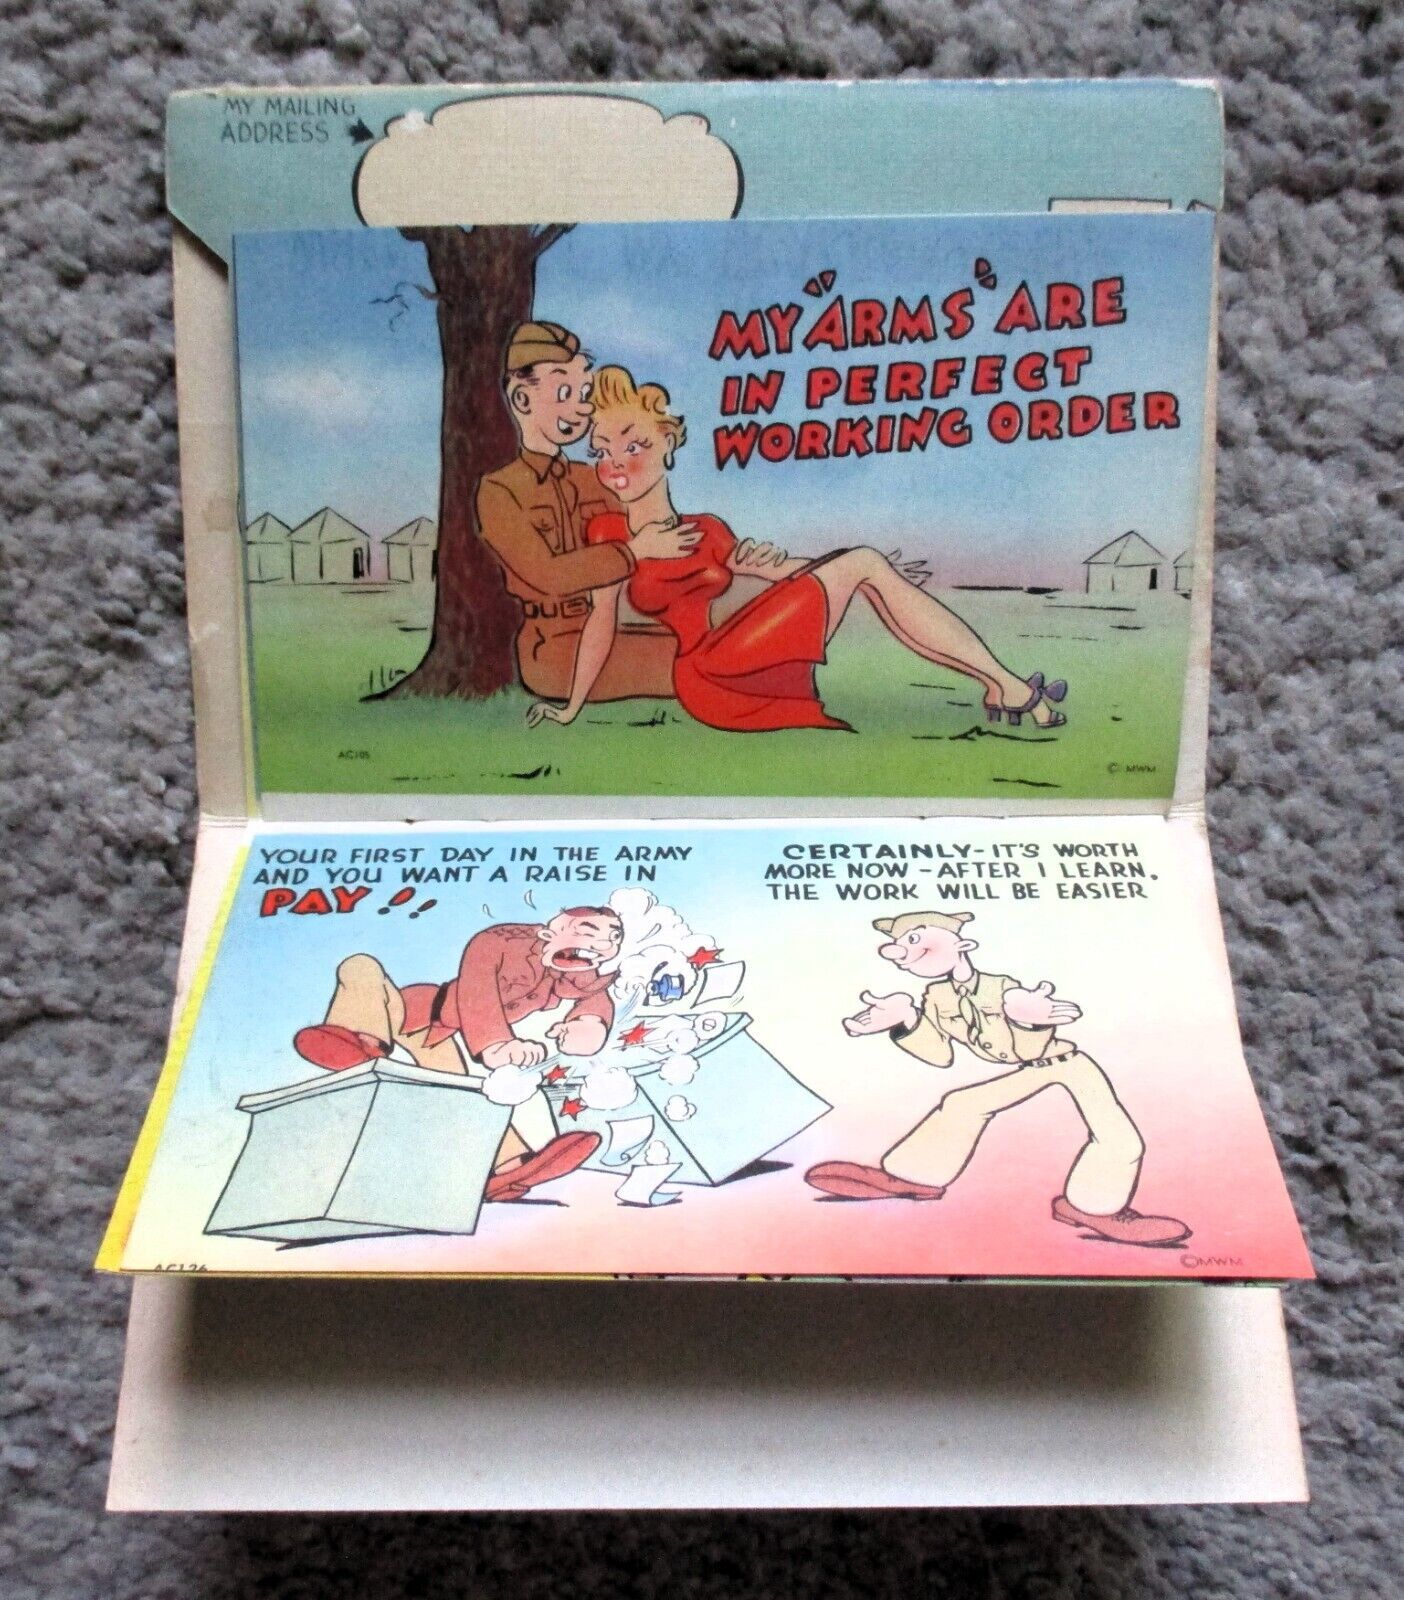 MY MAILING
ADDRESS
MY "ARMS" ARE
IN PERFECT
WORKING ORDER
AC105
© MWM
YOUR FIRST DAY IN THE ARMY
AND YOU WANT A RAISE IN
PAY!!
CERTAINLY-IT'S WORTH
MORE NOW-AFTER I LEARN,
THE WORK WILL BE EASIER
AC126
©MWM